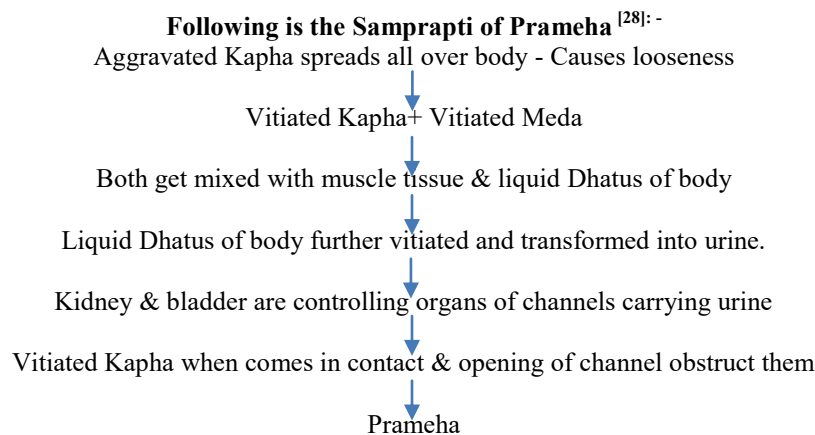 Following is the Samprapti of Prameha [28]: -
Aggravated Kapha spreads all over body - Causes looseness
Vitiated Kapha+ Vitiated Meda
Both get mixed with muscle tissue & liquid Dhatus of body
Liquid Dhatus of body further vitiated and transformed into urine.
Kidney & bladder are controlling organs of channels carrying urine
Vitiated Kapha when comes in contact & opening of channel obstruct them
Prameha